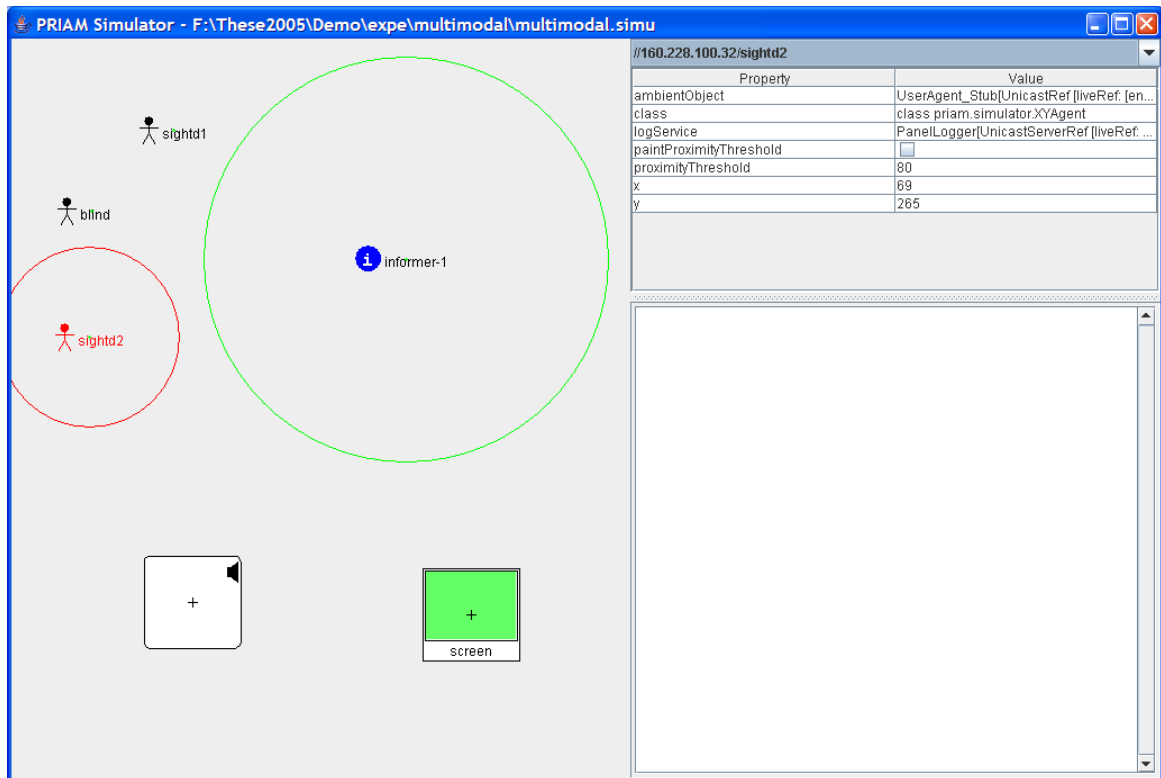 PRIAM Simulator - F:\These2005\Demo\expe\multimodal\multimodal.simu
sightd1
blind
i informer-1
sightd2
screen
//160.228.100.32/sightd2
Property Value
ambientObject UserAgent_Stub[UnicastRef [liveRef: [en...
class class priam.simulator.XYAgent
logService PanelLogger[UnicastServerRef [liveRef: ...
paintProximityThreshold
proximityThreshold 80
x 69
y 265